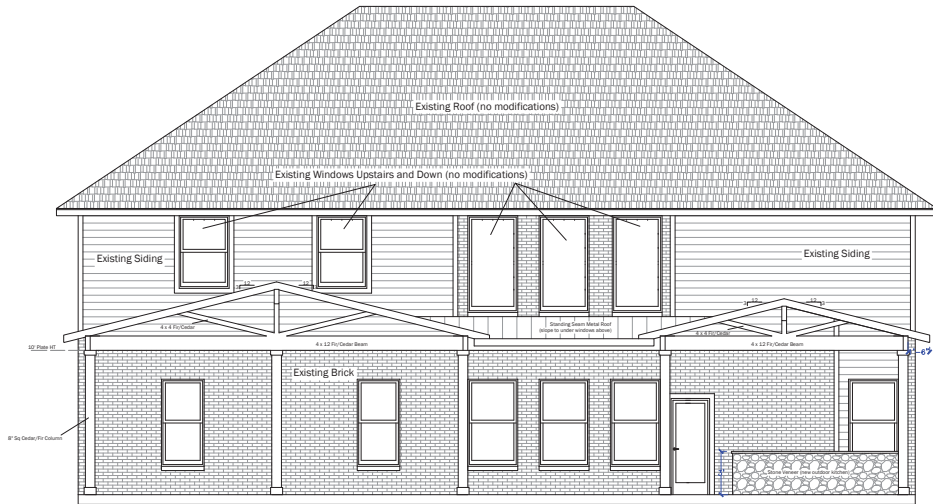 Existing Roof (no modifications)
Existing Windows Upstairs and Down (no modifications)
Existing Siding
Existing Siding
12
12
12
12
4 x 4 Fir/Cedar
Standing Seam Metal Roof
(slope to under windows above)
4 x 4 Fir/Cedar
10' Plate HT
4 x 12 Fir/Cedar Beam
4 x 12 Fir/Cedar Beam
Existing Brick
8" Sq Cedar/Fir Column
Stone Veneer (new outdoor kitchen)